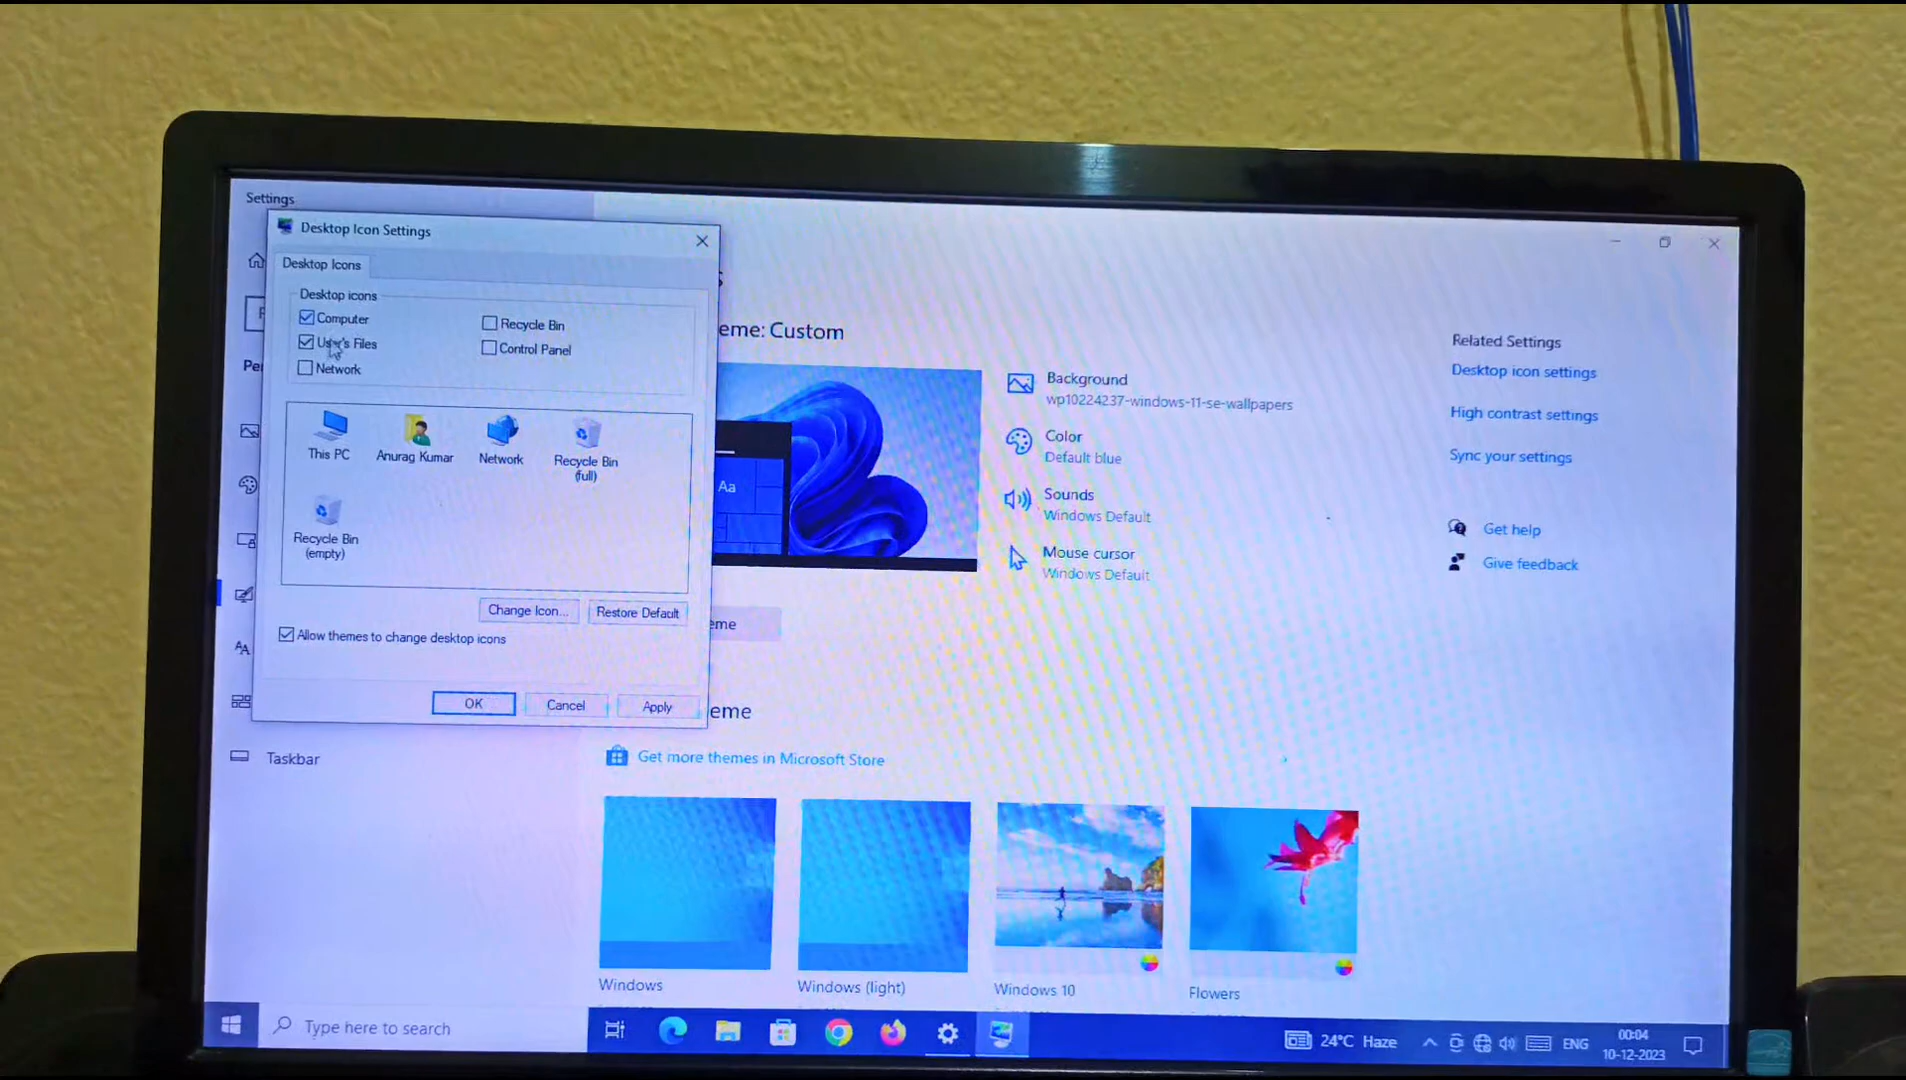 Settings
Desktop Icon Settings
Desktop Icons
Desktop icons
Computer
Recycle Bin
User's Files
Control Panel
Network
This PC
Anurag Kumar
Network
Recycle Bin
(full)
Recycle Bin
(empty)
Change Icon...
Restore Default
Allow themes to change desktop icons
OK
Cancel
Apply
Taskbar
eme: Custom
Aa
Background
wp10224237-windows-11-se-wallpapers
Color
Default blue
Sounds
Windows Default
Mouse cursor
Windows Default
eme
eme
Get more themes in Microsoft Store
Windows
Windows (light)
Windows 10
Flowers
Related Settings
Desktop icon settings
High contrast settings
Sync your settings
Get help
Give feedback
Type here to search
24°C Haze
ENG
00:04
10-12-2023